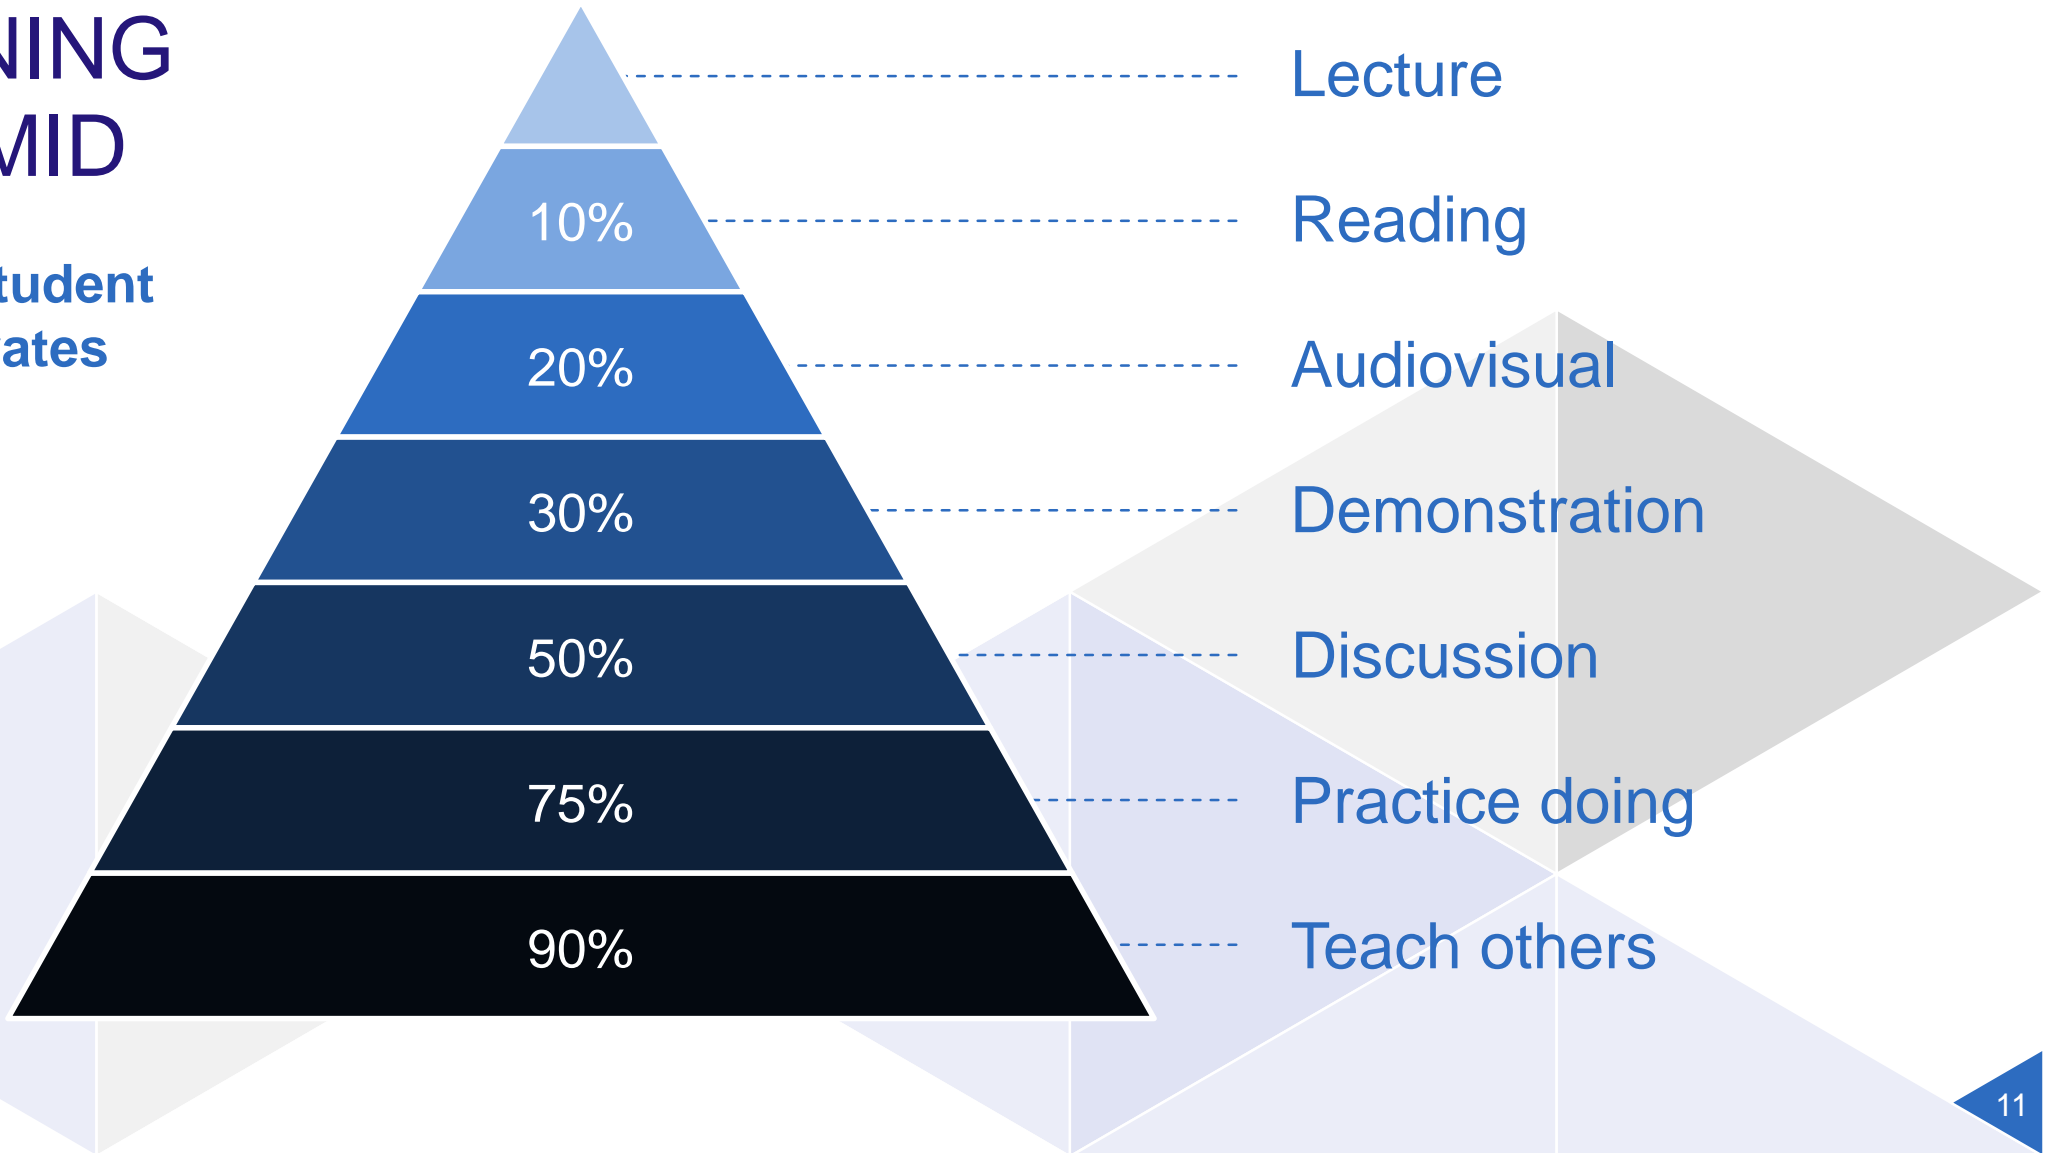 NING
MID
tudent
ates
Lecture
10%
Reading
20%
Audiovisual
30%
Demonstration
50%
Discussion
75%
Practice doing
90%
Teach others
11